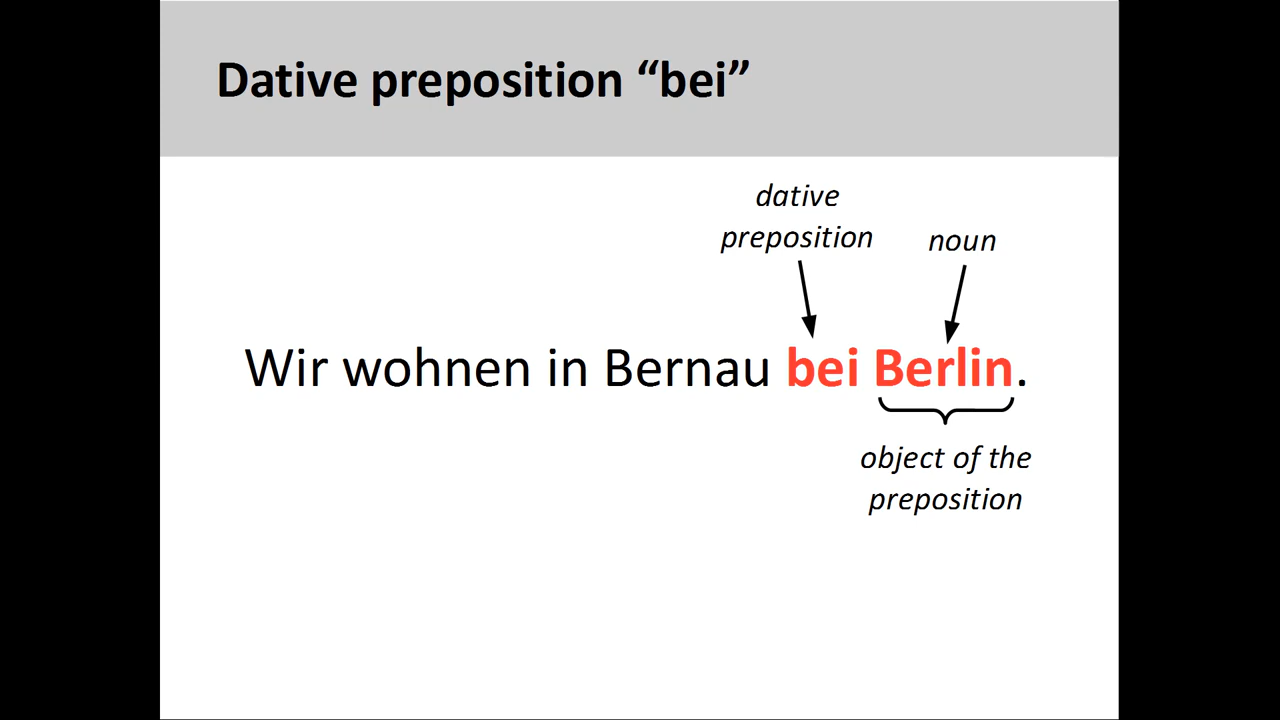 Dative preposition “bei”
dative
preposition
noun
Wir wohnen in Bernau bei Berlin.
object of the
preposition